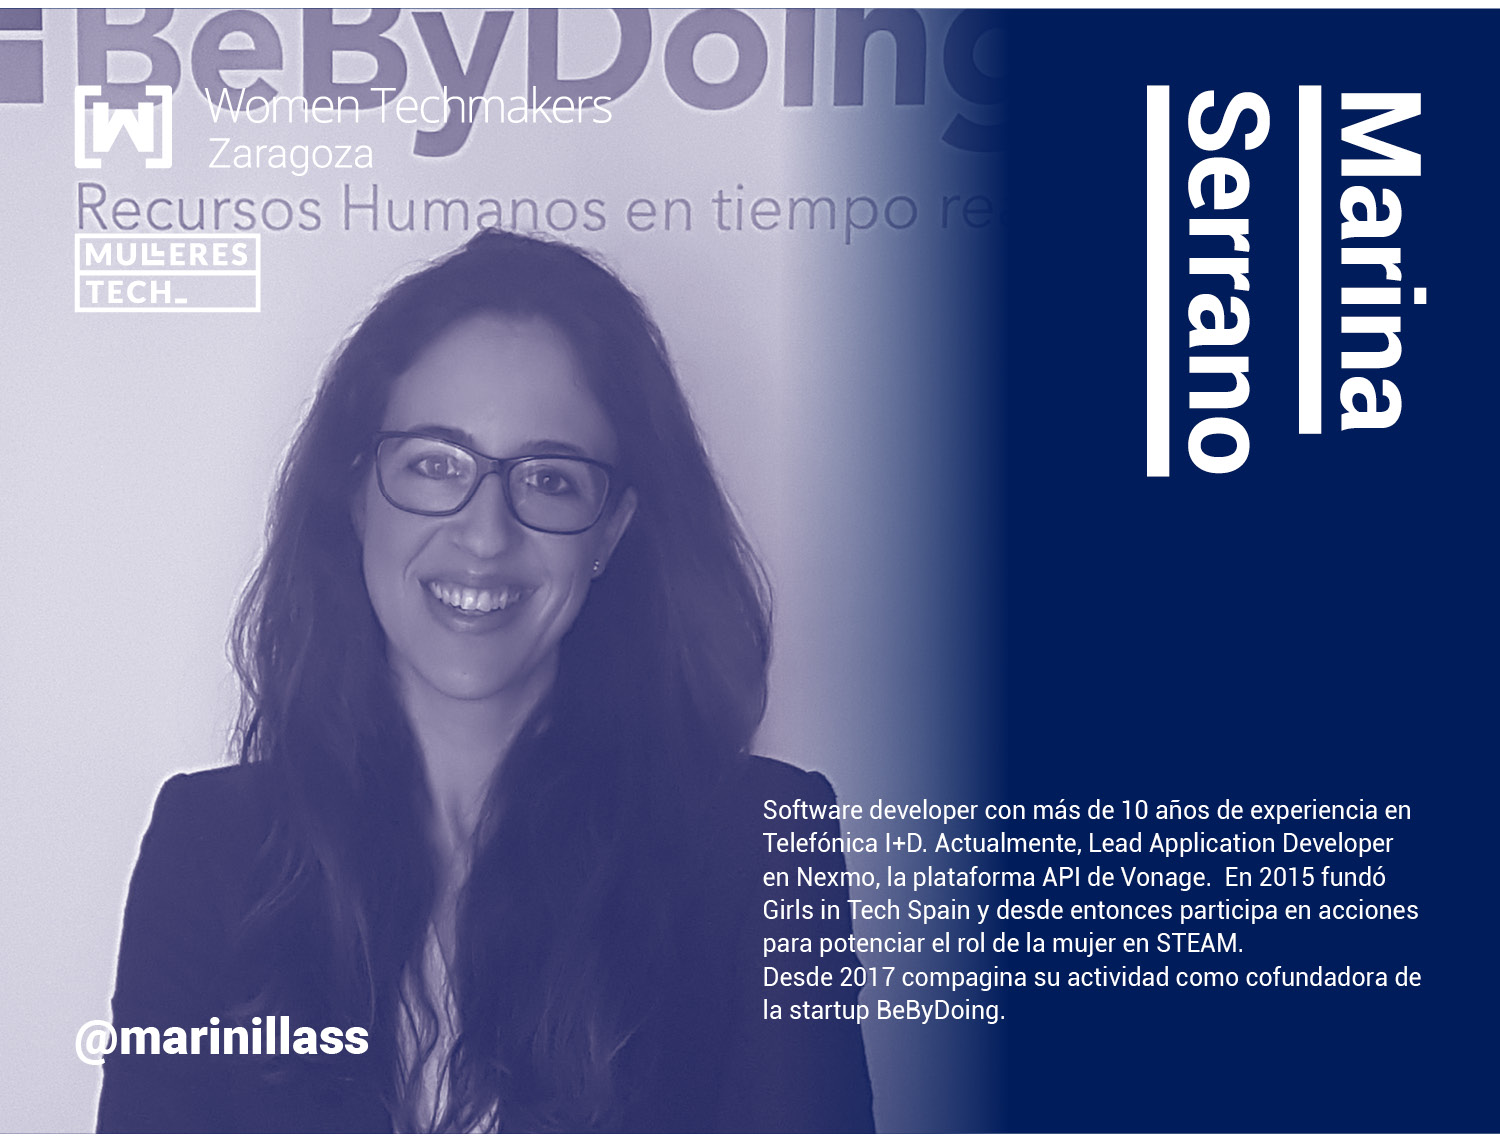 BeByDoing
Women Techmakers
Zaragoza
Recursos Humanos en tiempo
MUJERES
TECH_
Marina
Serrano
Software developer con más de 10 años de experiencia en
Telefónica I+D. Actualmente, Lead Application Developer
en Nexmo, la plataforma API de Vonage.  En 2015 fundó
Girls in Tech Spain y desde entonces participa en acciones
para potenciar el rol de la mujer en STEAM.
Desde 2017 compagina su actividad como cofundadora de
la startup BeByDoing.
@marinillass